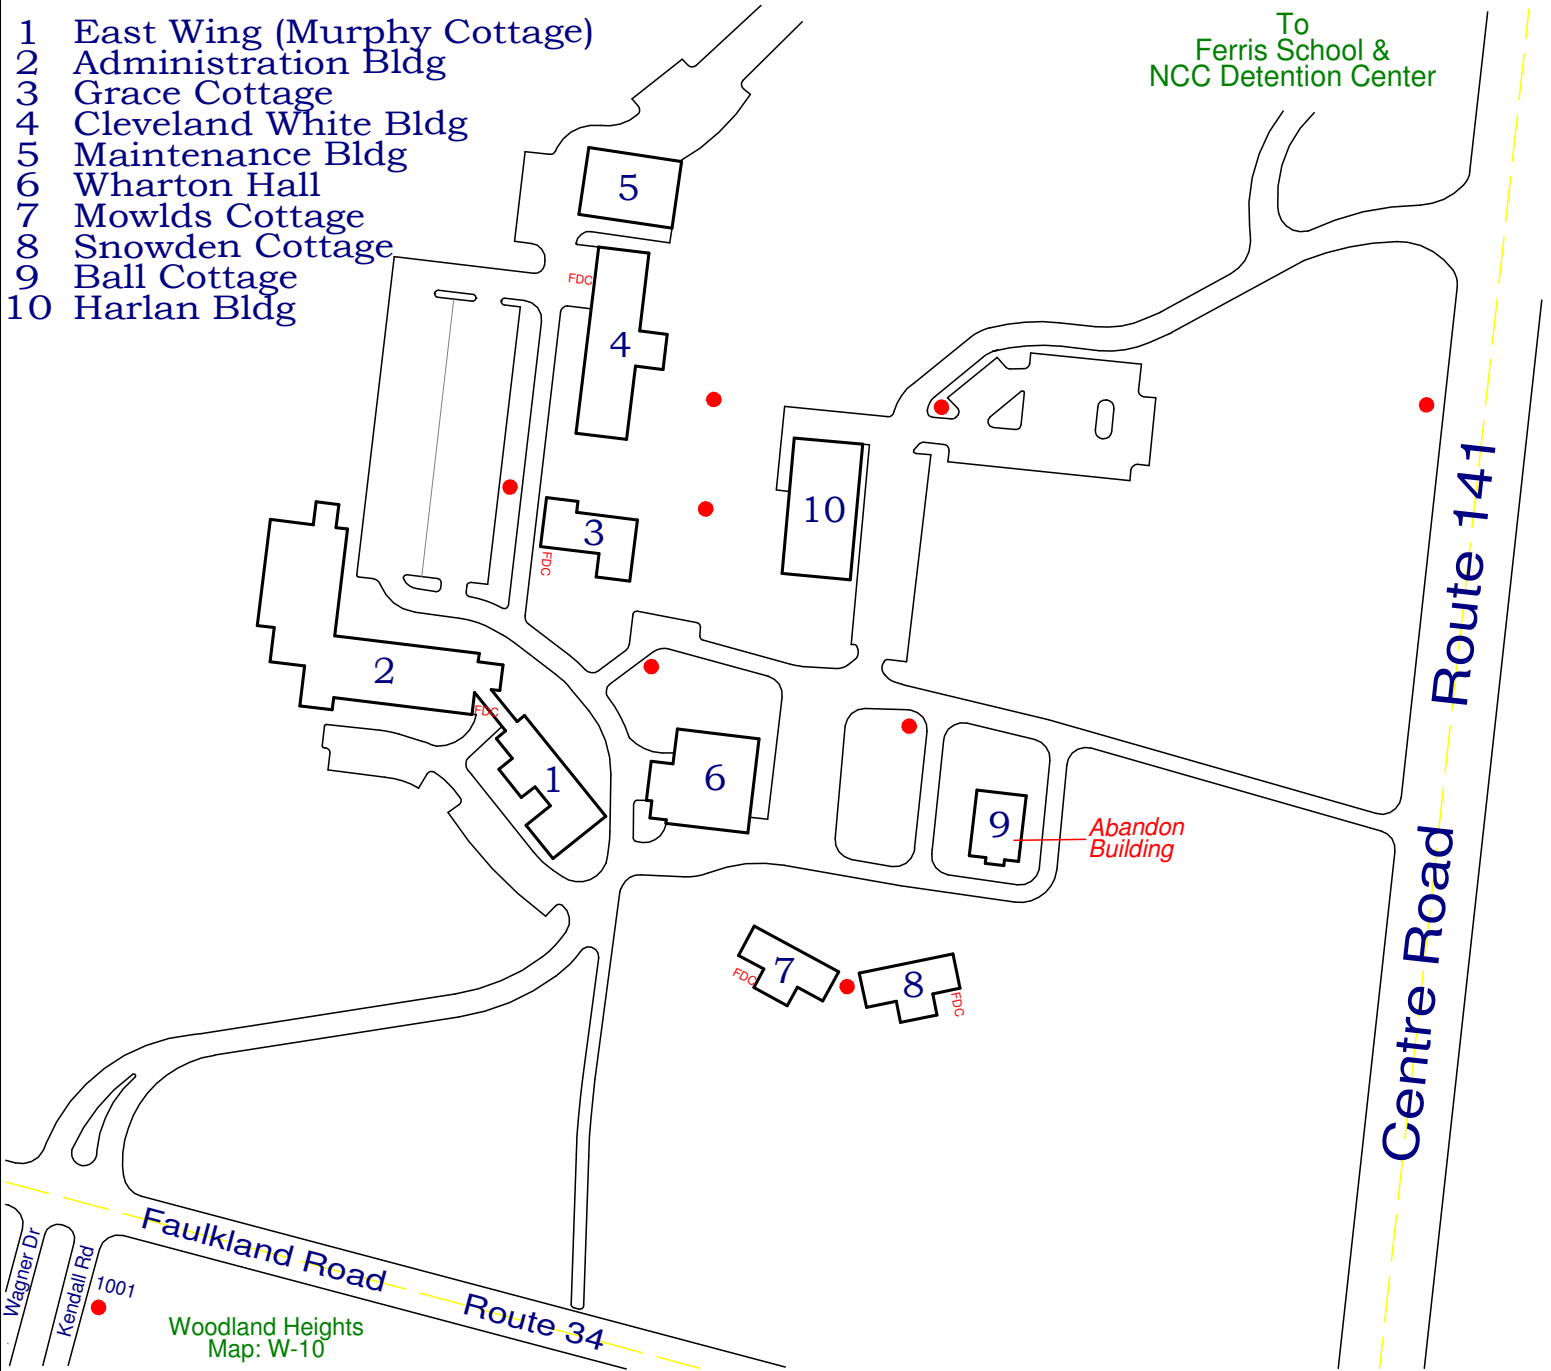 1 East Wing (Murphy Cottage)
2 Administration Bldg
3 Grace Cottage
4 Cleveland White Bldg
5 Maintenance Bldg
6 Wharton Hall
7 Mowlds Cottage
8 Snowden Cottage
9 Ball Cottage
10 Harlan Bldg
To
Ferris School &
NCC Detention Center
5
FDC
4
10
3
FDC
2
FDC
1
6
9
Abandon
Building
7
FDC
8
FDC
Route 141
Centre Road
Faulkland Road
Route 34
Wagner Dr
Kendall Rd
1001
Woodland Heights
Map: W-10